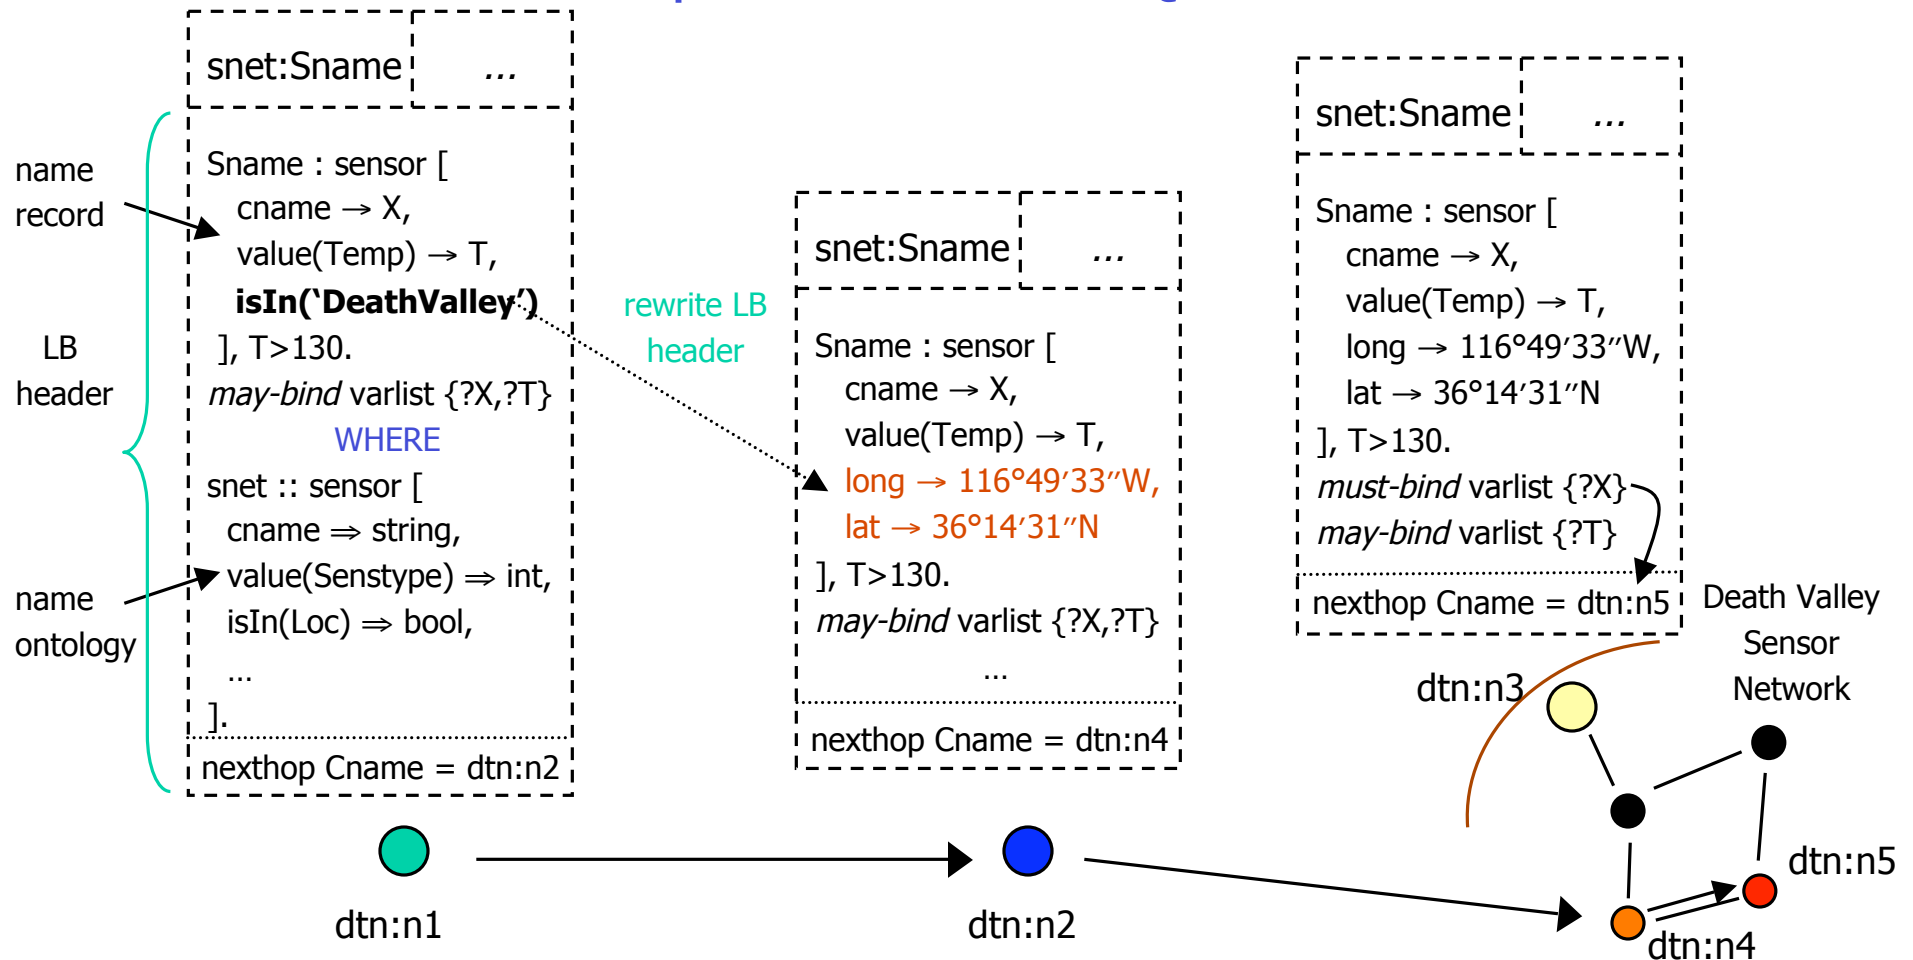 snet:Sname ...
name
record
LB
header
name
ontology
Sname : sensor [
cname → X,
value(Temp) → T,
isIn(‘DeathValley’)
], T>130.
may-bind varlist {?X,?T}
WHERE
snet :: sensor [
cname ⇒ string,
value(Senstype) ⇒ int,
isIn(Loc) ⇒ bool,
...
].
nexthop Cname = dtn:n2
rewrite LB
header
snet:Sname ...
Sname : sensor [
cname → X,
value(Temp) → T,
long → 116°49′33″W,
lat → 36°14′31″N
], T>130.
may-bind varlist {?X,?T}
...
nexthop Cname = dtn:n4
snet:Sname ...
Sname : sensor [
cname → X,
value(Temp) → T,
long → 116°49′33″W,
lat → 36°14′31″N
], T>130.
must-bind varlist {?X}
may-bind varlist {?T}
nexthop Cname = dtn:n5
Death Valley
Sensor
Network
dtn:n3
dtn:n5
dtn:n1
dtn:n2
dtn:n4